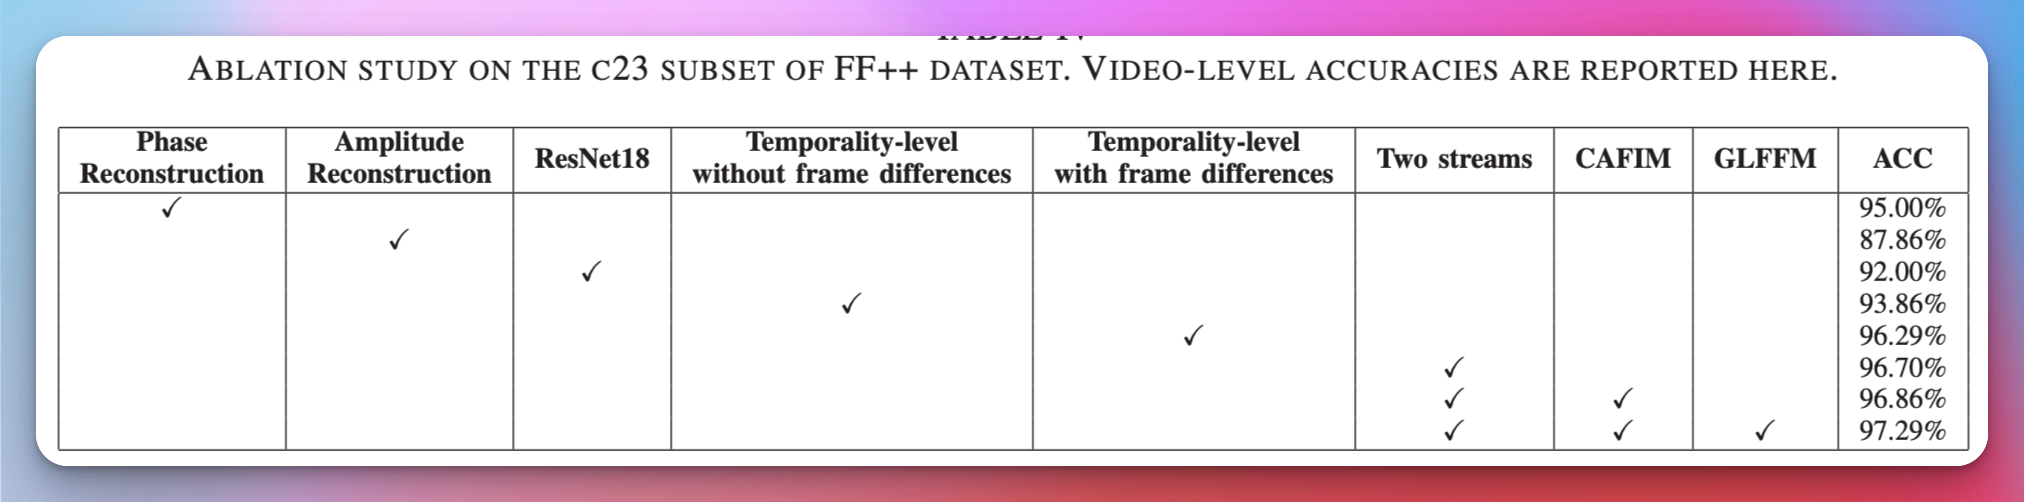 ABLATION STUDY ON THE C23 SUBSET OF FF++ DATASET. VIDEO-LEVEL ACCURACIES ARE REPORTED HERE.
Phase Reconstruction | Amplitude Reconstruction | ResNet18 | Temporality-level without frame differences | Temporality-level with frame differences | Two streams | CAFIM | GLFFM | ACC
✓ | | | | | | | | 95.00%
| ✓ | | | | | | | 87.86%
| | ✓ | | | | | | 92.00%
| | | ✓ | | | | | 93.86%
| | | | ✓ | | | | 96.29%
| | | | | ✓ | | | 96.70%
| | | | | ✓ | ✓ | | 96.86%
| | | | | ✓ | ✓ | ✓ | 97.29%